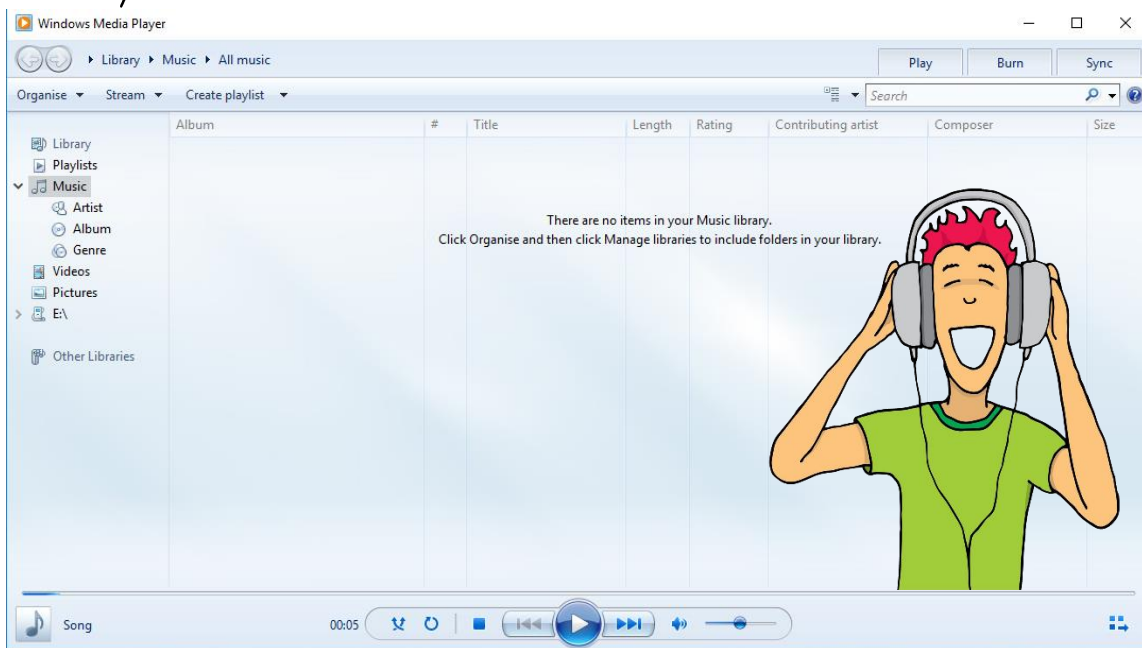 Windows Media Player
Library Music All music
Play Burn Sync
Organise Stream Create playlist Search
Album # Title Length Rating Contributing artist Composer Size
Library
Playlists
Music
Artist
Album
Genre
Videos
Pictures
E:\
Other Libraries
There are no items in your Music library.
Click Organise and then click Manage libraries to include folders in your library.
Song 00:05